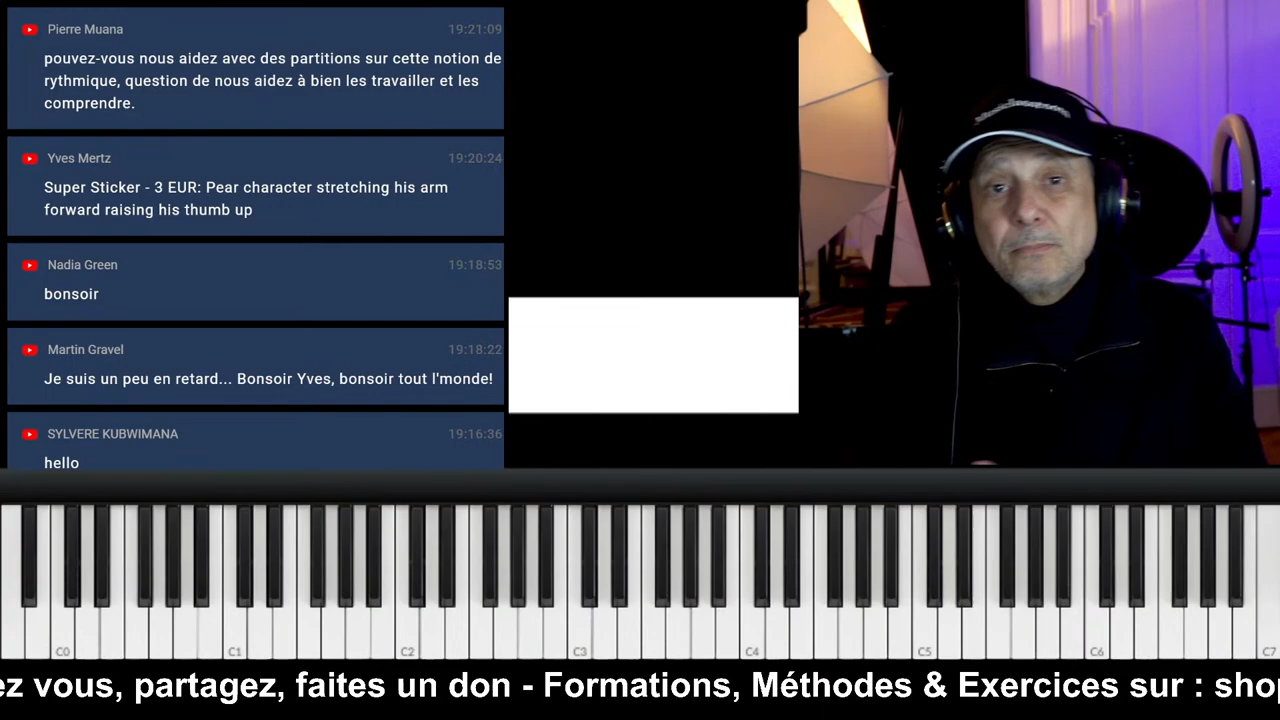 Pierre Muana 19:21:09
pouvez-vous nous aidez avec des partitions sur cette notion de
rythmique, question de nous aidez à bien les travailler et les
comprendre.
Yves Mertz 19:20:24
Super Sticker - 3 EUR: Pear character stretching his arm
forward raising his thumb up
Nadia Green 19:18:53
bonsoir
Martin Gravel 19:18:22
Je suis un peu en retard... Bonsoir Yves, bonsoir tout l'monde!
SYLVERE KUBWIMANA 19:16:36
hello
C0 C1 C2 C3 C4 C5 C6 C7
ez vous, partagez, faites un don - Formations, Méthodes & Exercices sur : shop